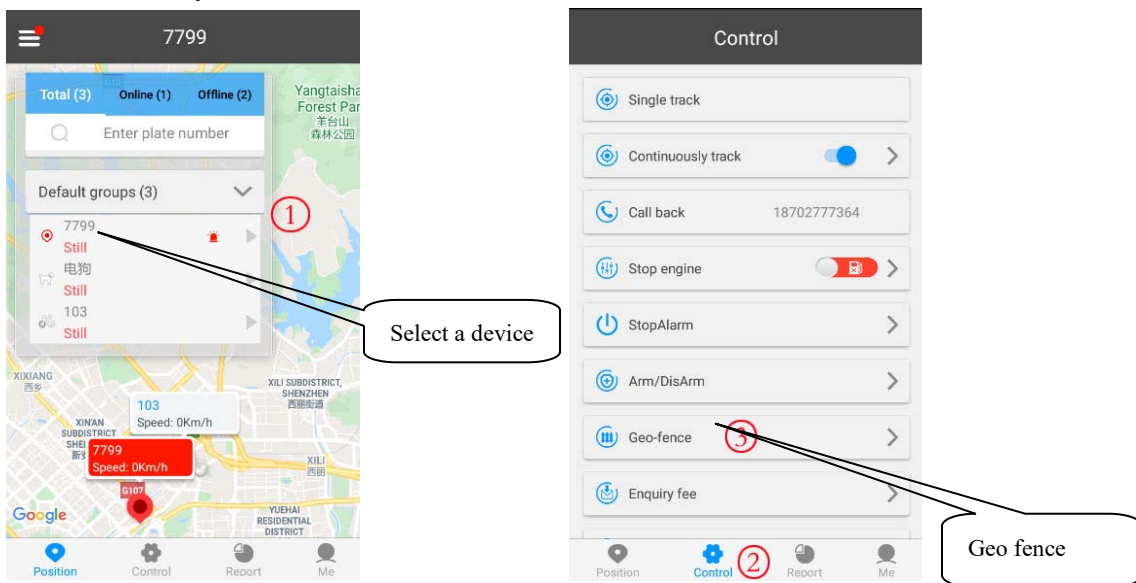 7799
Total (3) Online (1) Offline (2)
Enter plate number
Default groups (3)
①
7799
Still
电狗
Still
103
Still
Yangtaisha
Forest Par
羊台山
森林公园
Select a device
XIXIANG
西乡
XILI SUBDISTRICT,
SHENZHEN
西丽街道
103
Speed: 0Km/h
XIN'AN
SUBDISTRICT
SHE
7799
Speed: 0Km/h
XILI
西丽
G107
Google
YUEHAI
RESIDENTIAL
DISTRICT
Position Control Report Me
Control
Single track
Continuously track
Call back 18702777364
Stop engine
StopAlarm
Arm/DisArm
Geo-fence ③
Enquiry fee
Geo fence
Position Control ② Report Me